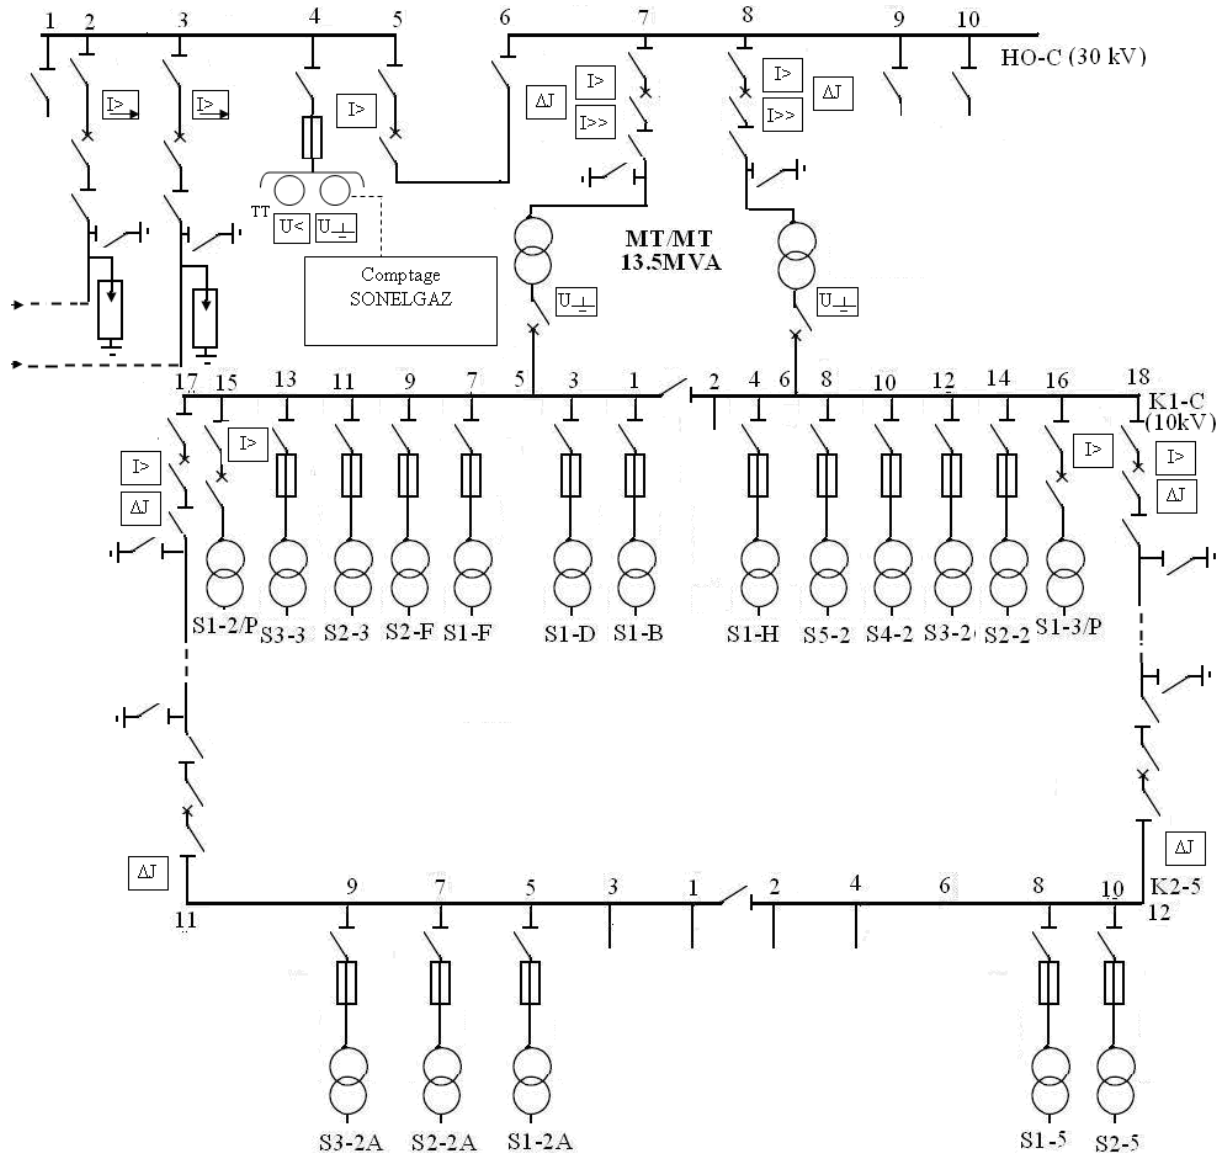 1 2 3 4 5 6 7 8 9 10
HO-C (30 kV)
I> I> I> ΔJ I> I>> I> I>> ΔJ
TT U< U
MT/MT
13.5MVA
Comptage
SONELGAZ
U U
17 15 13 11 9 7 5 3 1 2 4 6 8 10 12 14 16 18
K1-C
(10kV)
I> I> I> I>
ΔJ ΔJ
S1-2/P S3-3 S2-3 S2-F S1-F S1-D S1-B S1-H S5-2 S4-2 S3-2 S2-2 S1-3/P
ΔJ ΔJ
K2-5
11 9 7 5 3 1 2 4 6 8 10 12
S3-2A S2-2A S1-2A S1-5 S2-5